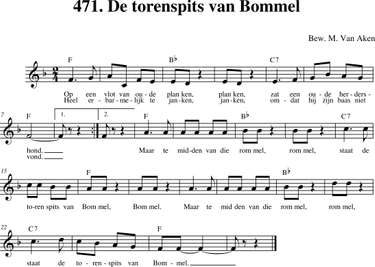 471. De torenspits van Bommel
Bew. M. Van Aken
F B♭ C7
Op een vlot van ou-de plan ken, plan ken, zat een ou-de her ders-
Heel er-bar-me-lijk te jan-ken, jan-ken, om-dat hij zijn baas niet
7 F 1. 2. F B♭ C7
hond. Maar te mid-den van die rom mel, rom mel, staat de
vond.
15 F B♭
to-ren spits van Bom mel, Bom mel. Maar te mid den van die rom mel, rom mel,
22 C7 F
staat de to-ren-spits van Bom-mel.